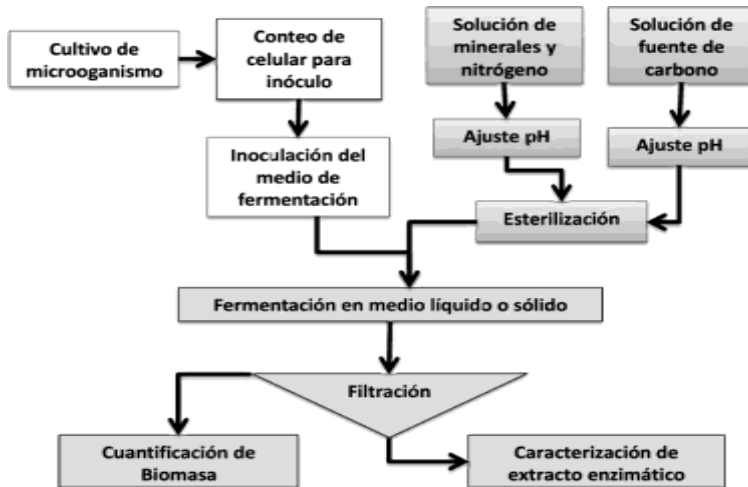 Cultivo de
microoganismo
Conteo de
celular para
inóculo
Solución de
minerales y
nitrógeno
Solución de
fuente de
carbono
Ajuste pH
Ajuste pH
Inoculación del
medio de
fermentación
Esterilización
Fermentación en medio líquido o sólido
Filtración
Cuantificación de
Biomasa
Caracterización de
extracto enzimático